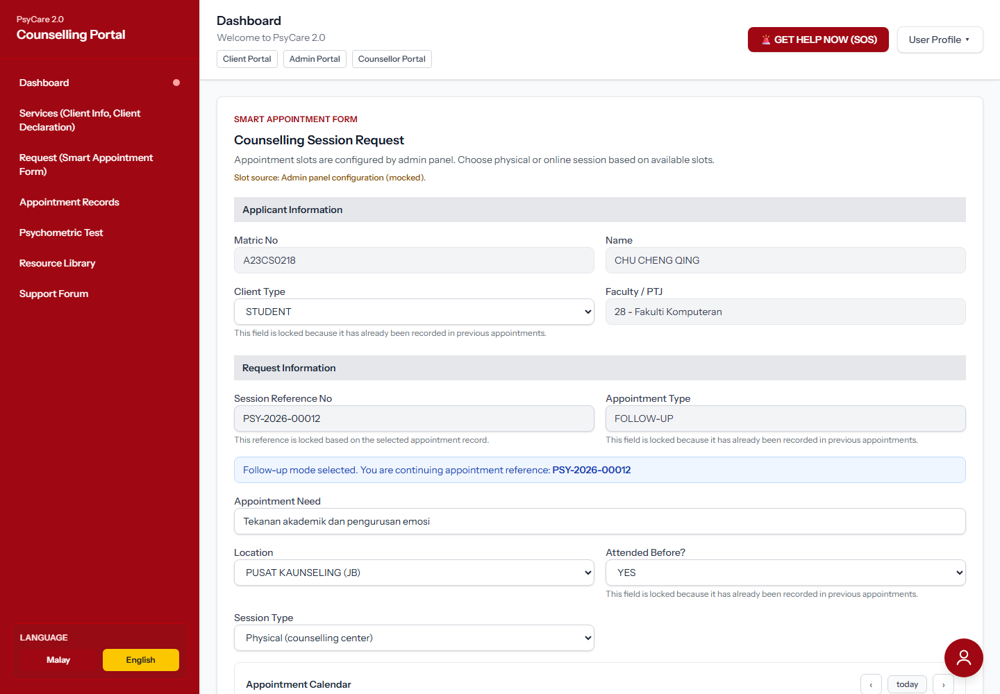 PsyCare 2.0
Counselling Portal
Dashboard
Services (Client Info, Client
Declaration)
Request (Smart Appointment
Form)
Appointment Records
Psychometric Test
Resource Library
Support Forum
LANGUAGE
Malay
English
Dashboard
Welcome to PsyCare 2.0
Client Portal
Admin Portal
Counsellor Portal
GET HELP NOW (SOS)
User Profile
SMART APPOINTMENT FORM
Counselling Session Request
Appointment slots are configured by admin panel. Choose physical or online session based on available slots.
Slot source: Admin panel configuration (mocked).
Applicant Information
Matric No
A23CS0218
Name
CHU CHENG QING
Client Type
STUDENT
This field is locked because it has already been recorded in previous appointments.
Faculty / PTJ
28 - Fakulti Komputeran
Request Information
Session Reference No
PSY-2026-00012
This reference is locked based on the selected appointment record.
Appointment Type
FOLLOW-UP
This field is locked because it has already been recorded in previous appointments.
Follow-up mode selected. You are continuing appointment reference: PSY-2026-00012
Appointment Need
Tekanan akademik dan pengurusan emosi
Location
PUSAT KAUNSELING (JB)
Attended Before?
YES
This field is locked because it has already been recorded in previous appointments.
Session Type
Physical (counselling center)
Appointment Calendar
‹
today
›